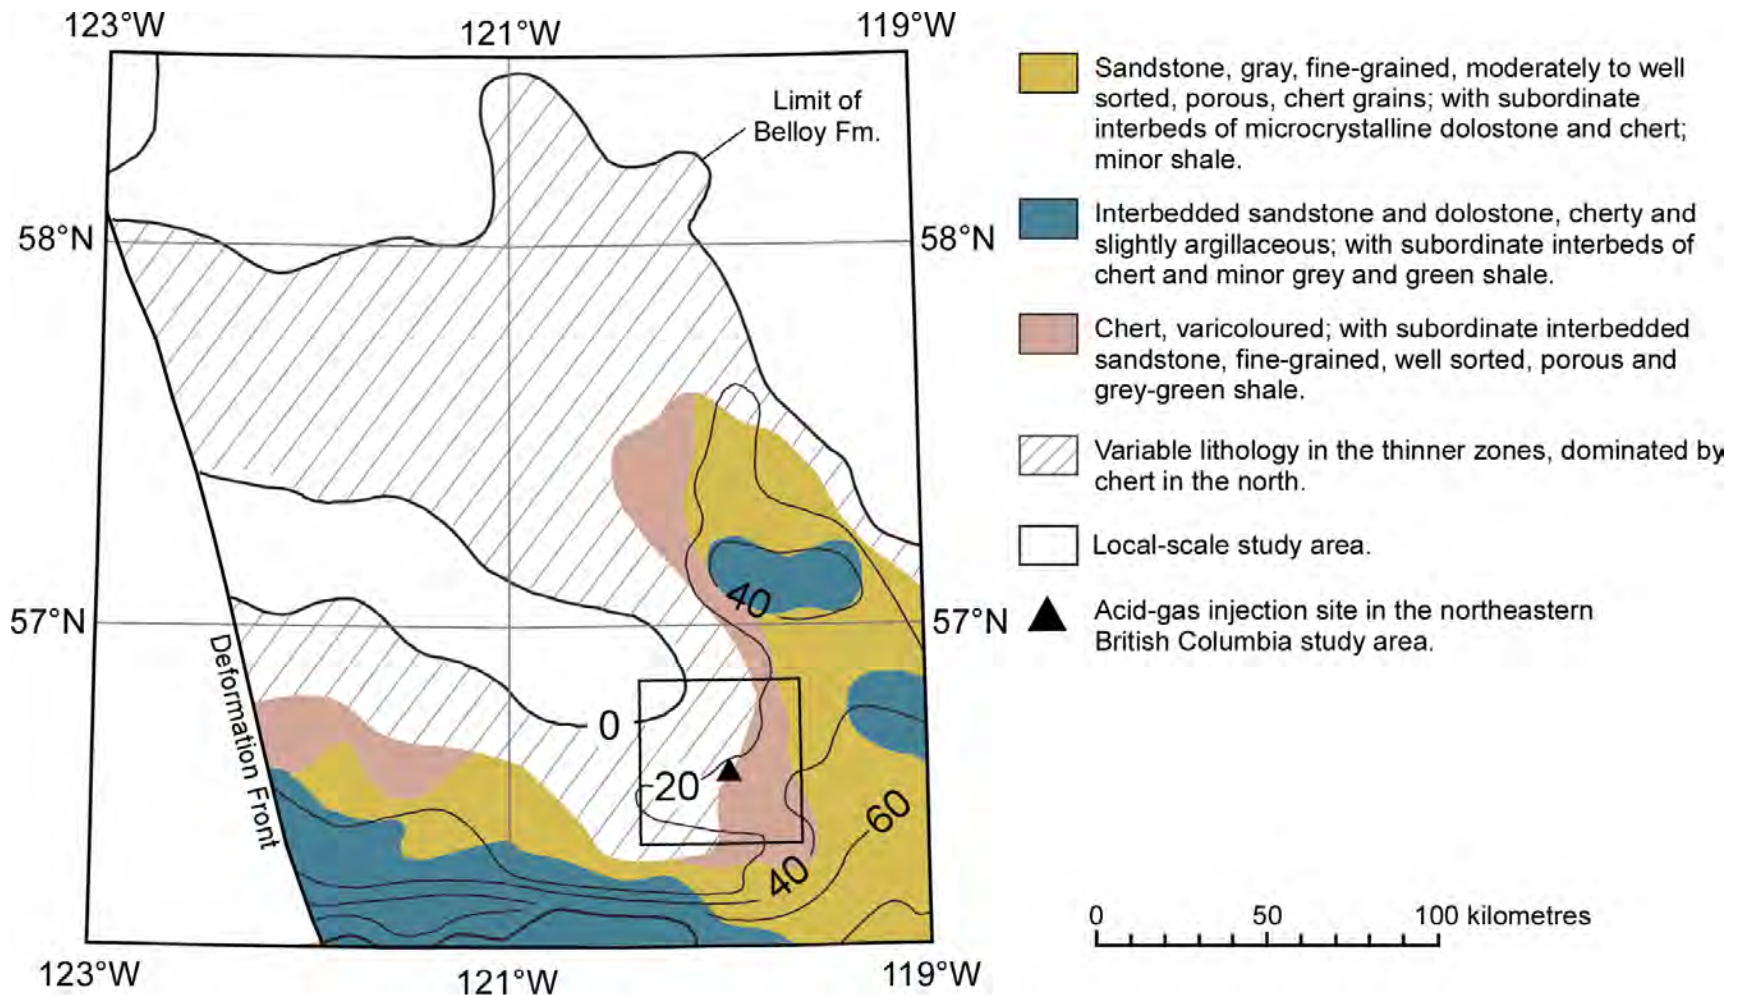 123°W
121°W
119°W
Limit of
Belloy Fm.
58°N
58°N
40
57°N
57°N
Deformation Front
0
20
60
40
123°W
121°W
119°W
Sandstone, gray, fine-grained, moderately to well
sorted, porous, chert grains; with subordinate
interbeds of microcrystalline dolostone and chert;
minor shale.
Interbedded sandstone and dolostone, cherty and
slightly argillaceous; with subordinate interbeds of
chert and minor grey and green shale.
Chert, varicoloured; with subordinate interbedded
sandstone, fine-grained, well sorted, porous and
grey-green shale.
Variable lithology in the thinner zones, dominated by
chert in the north.
Local-scale study area.
Acid-gas injection site in the northeastern
British Columbia study area.
0 50 100 kilometres